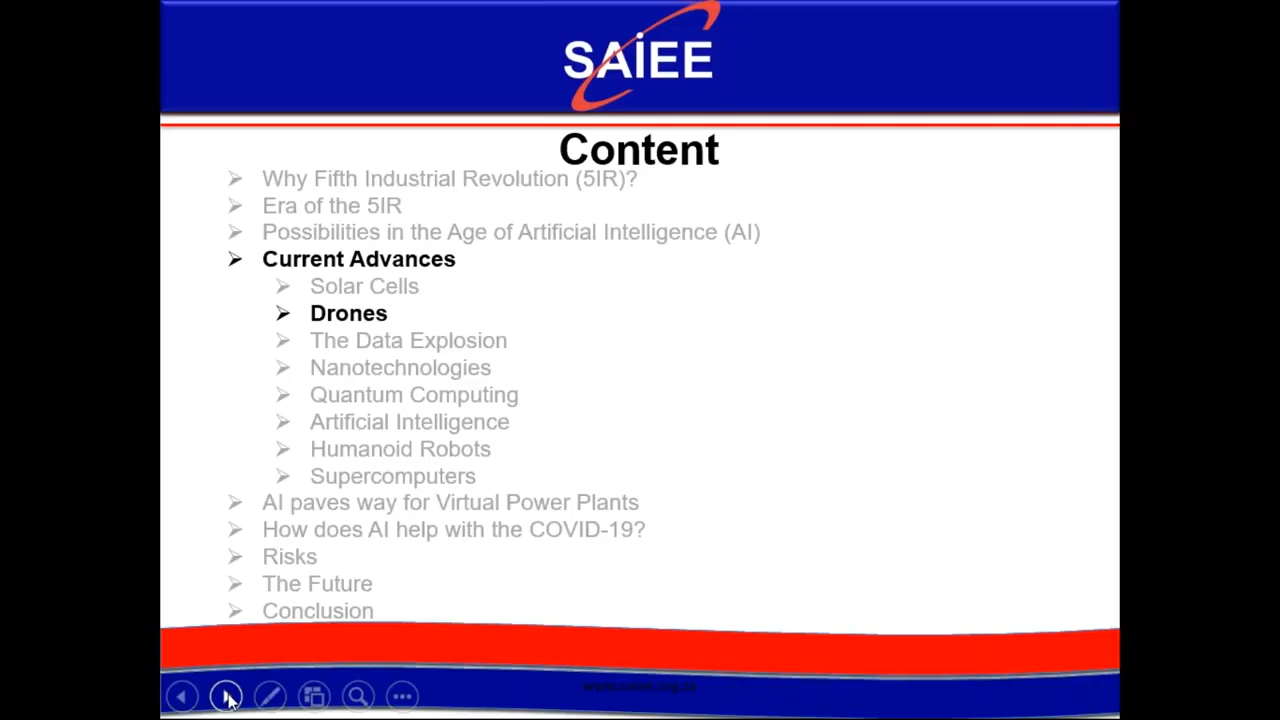 SAiEE
Content
Why Fifth Industrial Revolution (5IR)?
Era of the 5IR
Possibilities in the Age of Artificial Intelligence (AI)
Current Advances
Solar Cells
Drones
The Data Explosion
Nanotechnologies
Quantum Computing
Artificial Intelligence
Humanoid Robots
Supercomputers
AI paves way for Virtual Power Plants
How does AI help with the COVID-19?
Risks
The Future
Conclusion